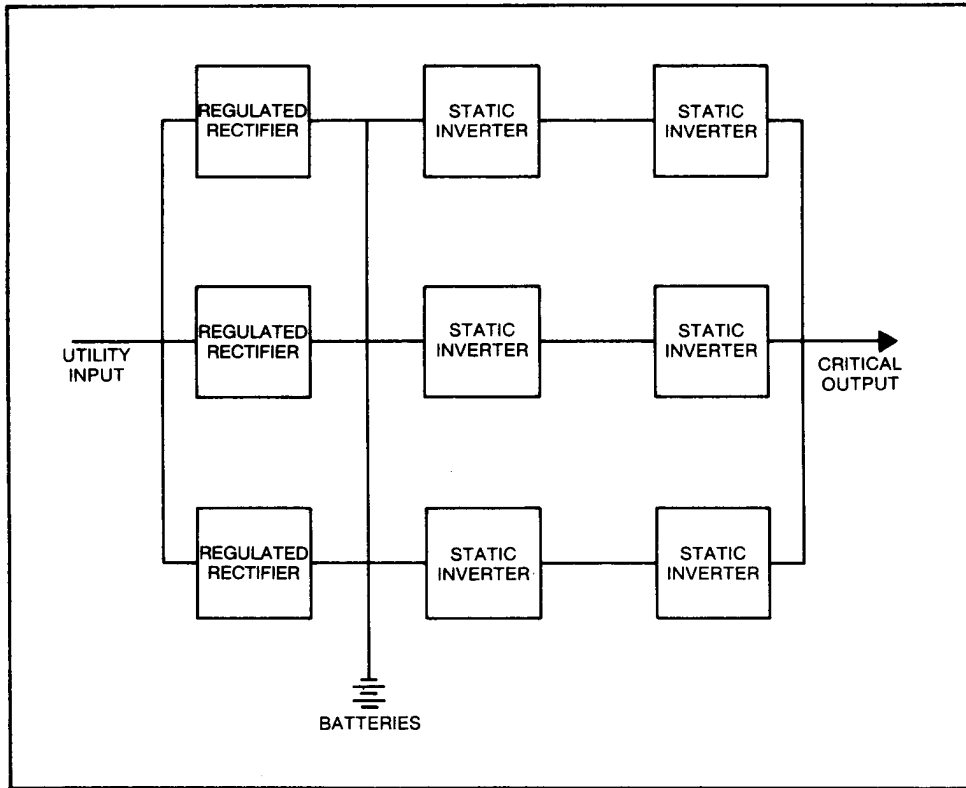 REGULATED
RECTIFIER
STATIC
INVERTER
STATIC
INVERTER
UTILITY
INPUT
REGULATED
RECTIFIER
STATIC
INVERTER
STATIC
INVERTER
CRITICAL
OUTPUT
REGULATED
RECTIFIER
STATIC
INVERTER
STATIC
INVERTER
BATTERIES